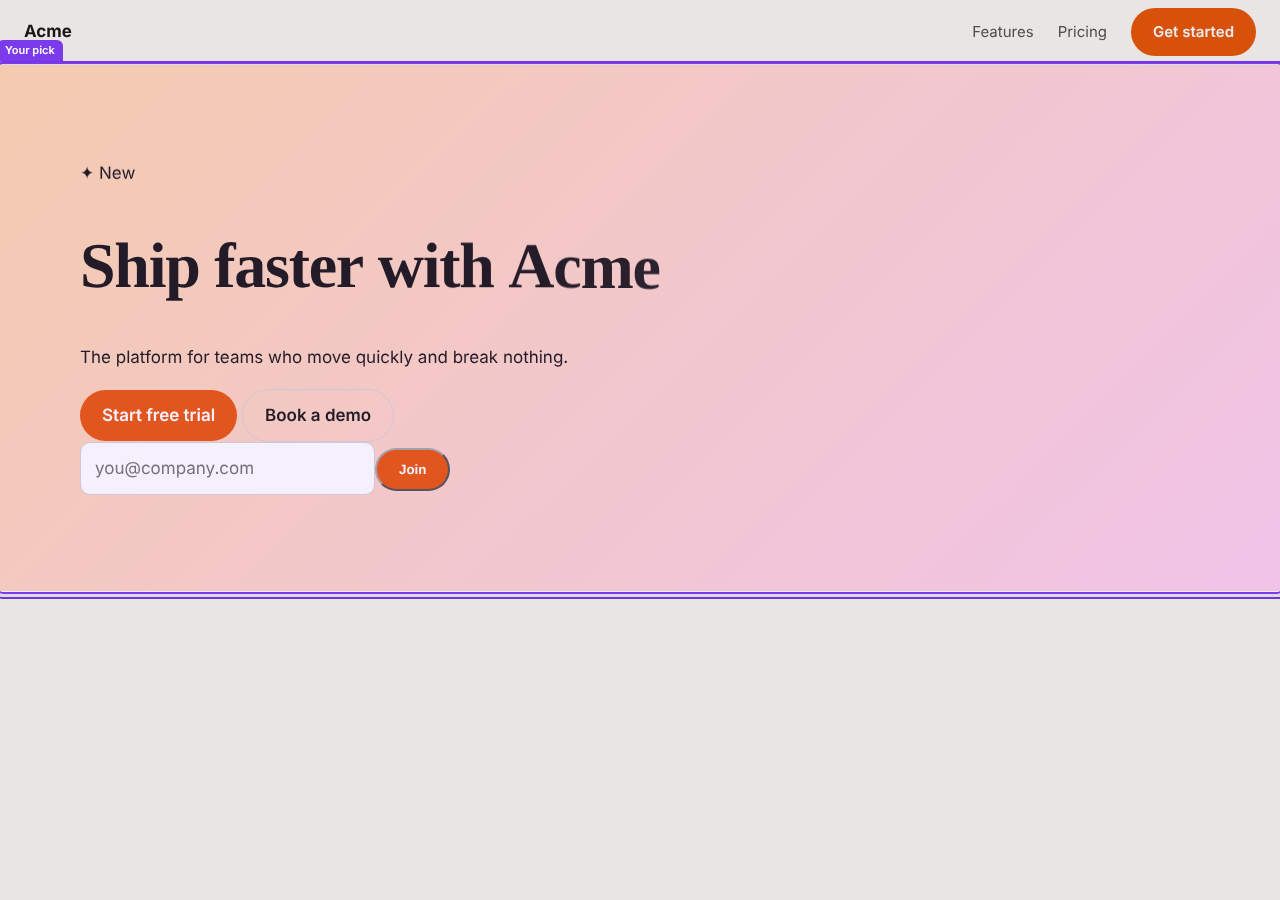 Acme
Features
Pricing
Get started
Your pick
✦ New
Ship faster with Acme
The platform for teams who move quickly and break nothing.
Start free trial
Book a demo
you@company.com
Join